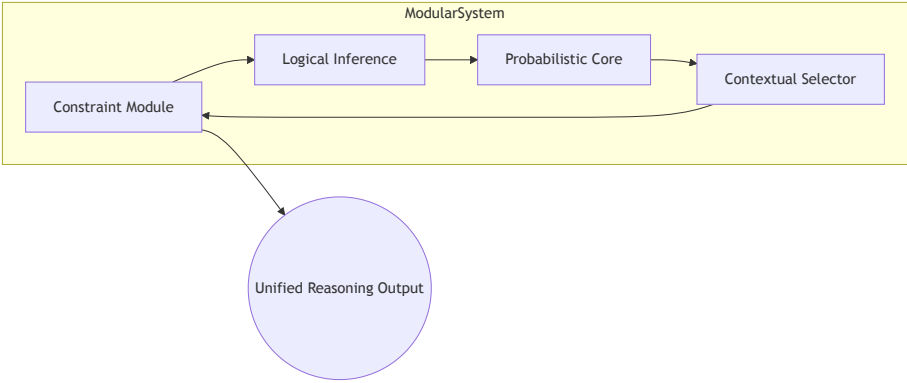 ModularSystem
Logical Inference
Probabilistic Core
Contextual Selector
Constraint Module
Unified Reasoning Output